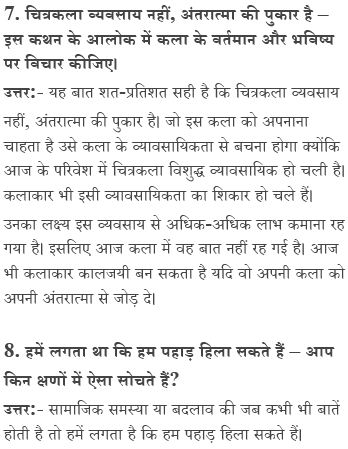 7. चित्रकला व्यवसाय नहीं, अंतरात्मा की पुकार है –
इस कथन के आलोक में कला के वर्तमान और भविष्य
पर विचार कीजिए।
उत्तर:- यह बात शत-प्रतिशत सही है कि चित्रकला व्यवसाय
नहीं, अंतरात्मा की पुकार है। जो इस कला को अपनाना
चाहता है उसे कला के व्यावसायिकता से बचना होगा क्योंकि
आज के परिवेश में चित्रकला विशुद्ध व्यावसायिक हो चली है।
कलाकार भी इसी व्यावसायिकता का शिकार हो चले हैं।
उनका लक्ष्य इस व्यवसाय से अधिक-अधिक लाभ कमाना रह
गया है। इसलिए आज कला में वह बात नहीं रह गई है। आज
भी कलाकार कालजयी बन सकता है यदि वो अपनी कला को
अपनी अंतरात्मा से जोड़ दे।
8. हमें लगता था कि हम पहाड़ हिला सकते हैं – आप
किन क्षणों में ऐसा सोचते हैं?
उत्तर:- सामाजिक समस्या या बदलाव की जब कभी भी बातें
होती है तो हमें लगता है कि हम पहाड़ हिला सकते हैं।